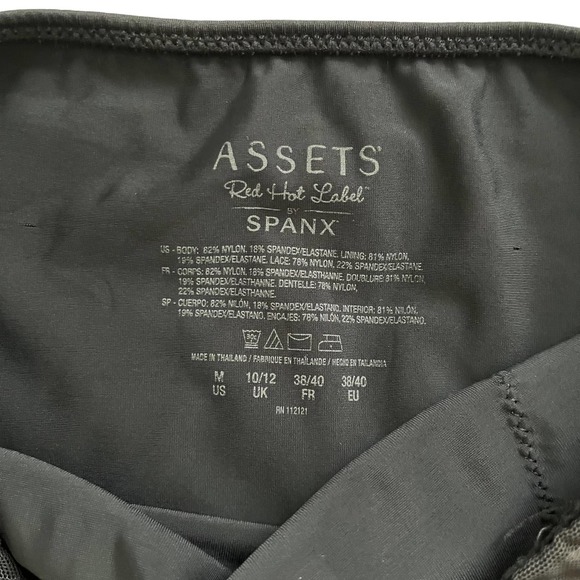 ASSETS®
Red Hot Label™
BY
SPANX®
US - BODY: 82% NYLON, 18% SPANDEX/ELASTANE. LINING: 81% NYLON,
19% SPANDEX/ELASTANE. LACE: 78% NYLON, 22% SPANDEX/ELASTANE.
FR - CORPS: 82% NYLON, 18% SPANDEX/ELASTHANNE. DOUBLURE: 81% NYLON,
19% SPANDEX/ELASTHANNE. DENTELLE: 78% NYLON,
22% SPANDEX/ELASTHANNE.
SP - CUERPO: 82% NILÓN, 18% SPANDEX/ELASTANO. INTERIOR: 81% NILÓN,
19% SPANDEX/ELASTANO. ENCAJES: 78% NILÓN, 22% SPANDEX/ELASTANO.
30c
MADE IN THAILAND / FABRIQUE EN THAÏLANDE / HECHO EN TAILANDIA
M 10/12 38/40 38/40
US UK FR EU
RN 112121